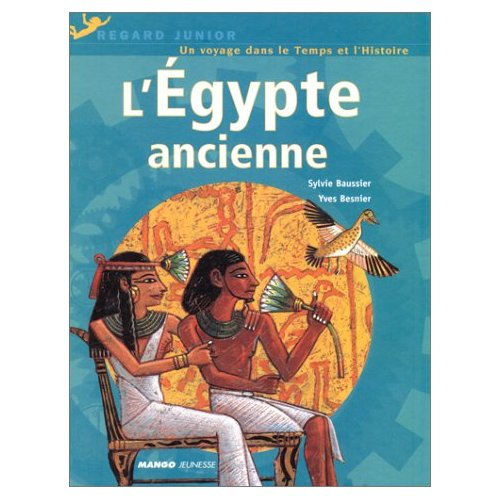 REGARD JUNIOR
Un voyage dans le Temps et l'Histoire
L'Égypte
ancienne
Sylvie Baussier
Yves Besnier
MANGO JEUNESSE